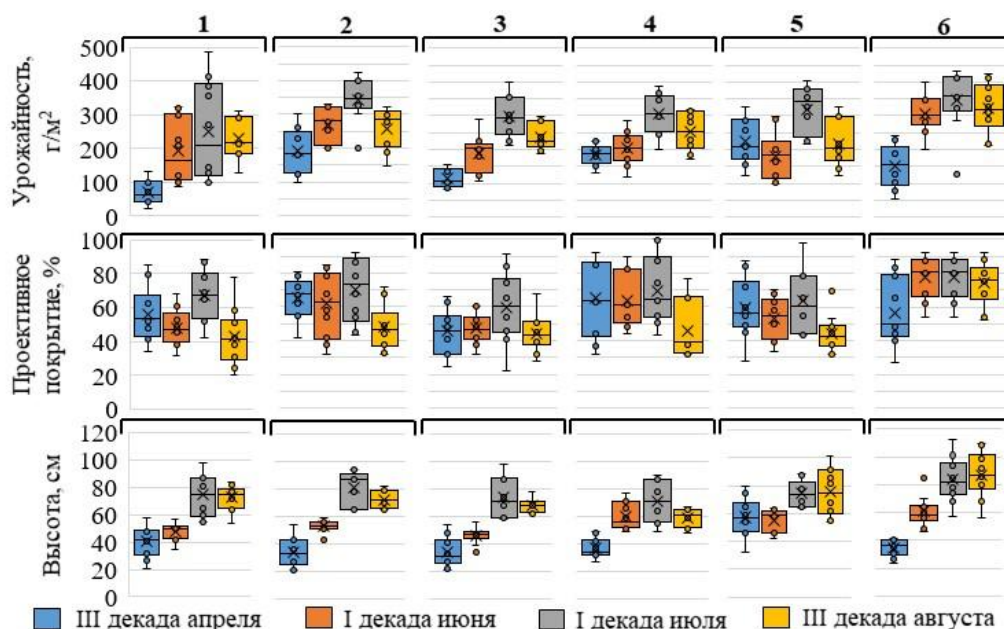 1 2 3 4 5 6
Урожайность,
г/м²
500
400
300
200
100
0
Проективное
покрытие, %
100
80
60
40
20
0
Высота, см
120
100
80
60
40
20
0
III декада апреля I декада июня I декада июля III декада августа